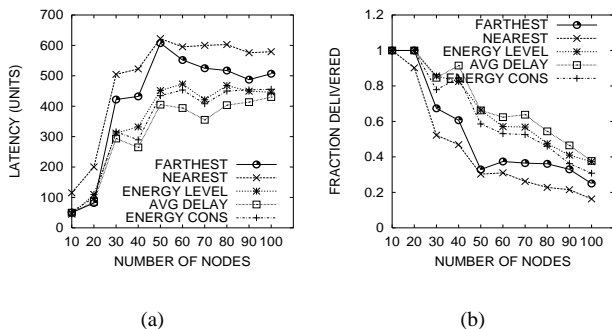 700
600
500
400
300
200
100
0
LATENCY (UNITS)
FARTHEST
NEAREST
ENERGY LEVEL
AVG DELAY
ENERGY CONS
10 20 30 40 50 60 70 80 90 100
NUMBER OF NODES
(a)
1.2
1
0.8
0.6
0.4
0.2
0
FRACTION DELIVERED
FARTHEST
NEAREST
ENERGY LEVEL
AVG DELAY
ENERGY CONS
10 20 30 40 50 60 70 80 90 100
NUMBER OF NODES
(b)